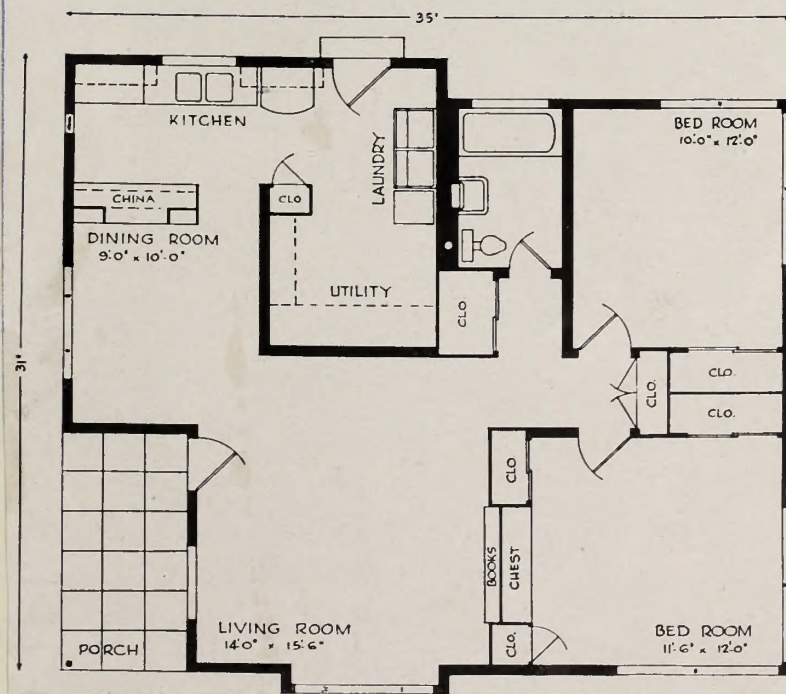 35'
KITCHEN
LAUNDRY
BED ROOM
10'·0" x 12'·0"
CHINA
CLO
DINING ROOM
9'·0" x 10'·0"
UTILITY
CLO
31'
CLO.
CLO.
CLO.
CLO
BOOKS
CHEST
LIVING ROOM
14'·0" x 15'·6"
CLO.
BED ROOM
11'·6" x 12'·0"
PORCH